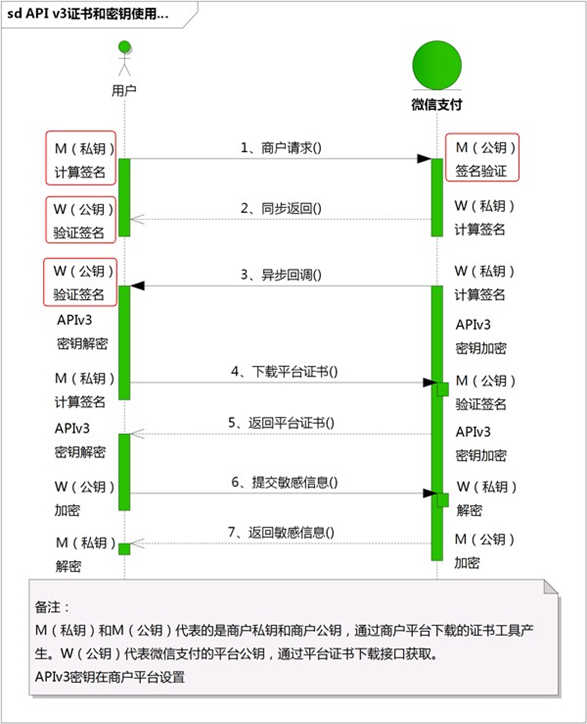 sd API v3证书和密钥使用...
用户
微信支付
M（私钥）
计算签名
1、商户请求()
M（公钥）
签名验证
W（公钥）
验证签名
2、同步返回()
W（私钥）
计算签名
W（公钥）
验证签名
3、异步回调()
W（私钥）
计算签名
APIv3
密钥解密
APIv3
密钥加密
M（私钥）
计算签名
4、下载平台证书()
M（公钥）
验证签名
APIv3
密钥解密
5、返回平台证书()
APIv3
密钥加密
W（公钥）
加密
6、提交敏感信息()
W（私钥）
解密
M（私钥）
解密
7、返回敏感信息()
M（公钥）
加密
备注：
M（私钥）和M（公钥）代表的是商户私钥和商户公钥，通过商户平台下载的证书工具产
生。W（公钥）代表微信支付的平台公钥，通过平台证书下载接口获取。
APIv3密钥在商户平台设置